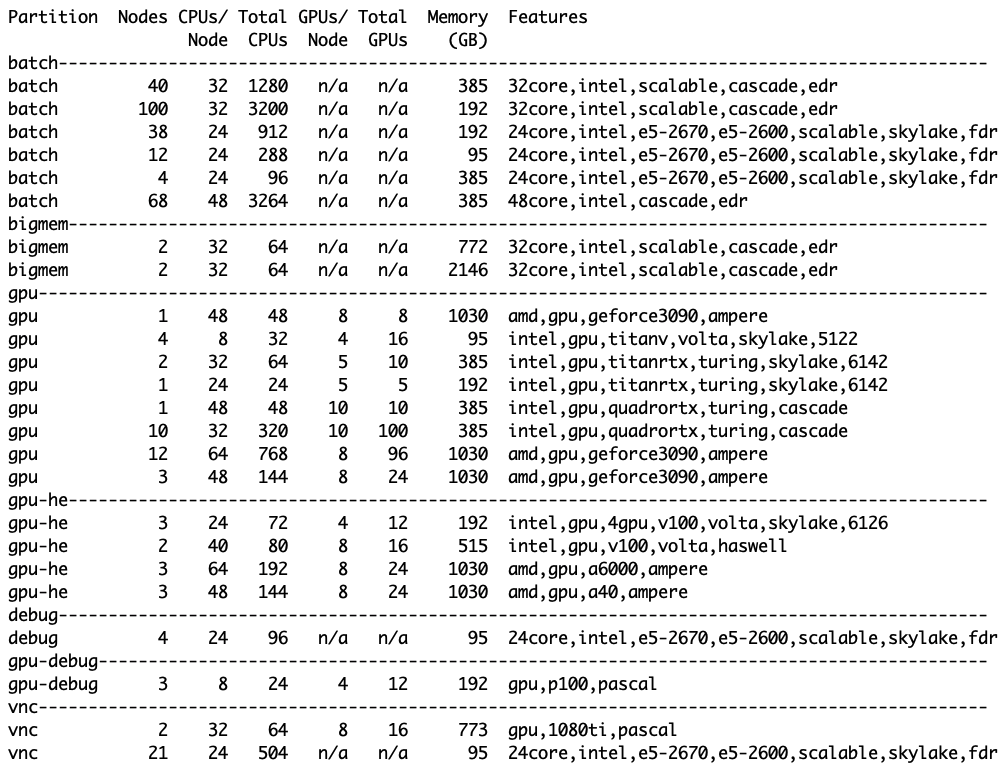 Partition  Nodes CPUs/ Total GPUs/ Total  Memory  Features
                  Node  CPUs  Node  GPUs    (GB)
batch--------------------------------------------------------------------------------------------
batch         40    32  1280   n/a   n/a     385  32core,intel,scalable,cascade,edr
batch        100    32  3200   n/a   n/a     192  32core,intel,scalable,cascade,edr
batch         38    24   912   n/a   n/a     192  24core,intel,e5-2670,e5-2600,scalable,skylake,fdr
batch         12    24   288   n/a   n/a      95  24core,intel,e5-2670,e5-2600,scalable,skylake,fdr
batch          4    24    96   n/a   n/a     385  24core,intel,e5-2670,e5-2600,scalable,skylake,fdr
batch         68    48  3264   n/a   n/a     385  48core,intel,cascade,edr
bigmem-------------------------------------------------------------------------------------------
bigmem         2    32    64   n/a   n/a     772  32core,intel,scalable,cascade,edr
bigmem         2    32    64   n/a   n/a    2146  32core,intel,scalable,cascade,edr
gpu----------------------------------------------------------------------------------------------
gpu            1    48    48     8     8    1030  amd,gpu,geforce3090,ampere
gpu            4     8    32     4    16      95  intel,gpu,titanv,volta,skylake,5122
gpu            2    32    64     5    10     385  intel,gpu,titanrtx,turing,skylake,6142
gpu            1    24    24     5     5     192  intel,gpu,titanrtx,turing,skylake,6142
gpu            1    48    48    10    10     385  intel,gpu,quadrortx,turing,cascade
gpu           10    32   320    10   100     385  intel,gpu,quadrortx,turing,cascade
gpu           12    64   768     8    96    1030  amd,gpu,geforce3090,ampere
gpu            3    48   144     8    24    1030  amd,gpu,geforce3090,ampere
gpu-he-------------------------------------------------------------------------------------------
gpu-he         3    24    72     4    12     192  intel,gpu,4gpu,v100,volta,skylake,6126
gpu-he         2    40    80     8    16     515  intel,gpu,v100,volta,haswell
gpu-he         3    64   192     8    24    1030  amd,gpu,a6000,ampere
gpu-he         3    48   144     8    24    1030  amd,gpu,a40,ampere
debug--------------------------------------------------------------------------------------------
debug          4    24    96   n/a   n/a      95  24core,intel,e5-2670,e5-2600,scalable,skylake,fdr
gpu-debug----------------------------------------------------------------------------------------
gpu-debug      3     8    24     4    12     192  gpu,p100,pascal
vnc----------------------------------------------------------------------------------------------
vnc            2    32    64     8    16     773  gpu,1080ti,pascal
vnc           21    24   504   n/a   n/a      95  24core,intel,e5-2670,e5-2600,scalable,skylake,fdr